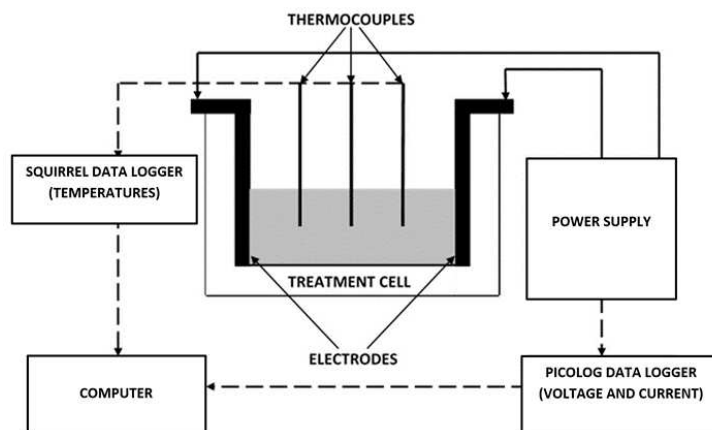 THERMOCOUPLES
SQUIRREL DATA LOGGER
(TEMPERATURES)
POWER SUPPLY
TREATMENT CELL
ELECTRODES
COMPUTER
PICOLOG DATA LOGGER
(VOLTAGE AND CURRENT)